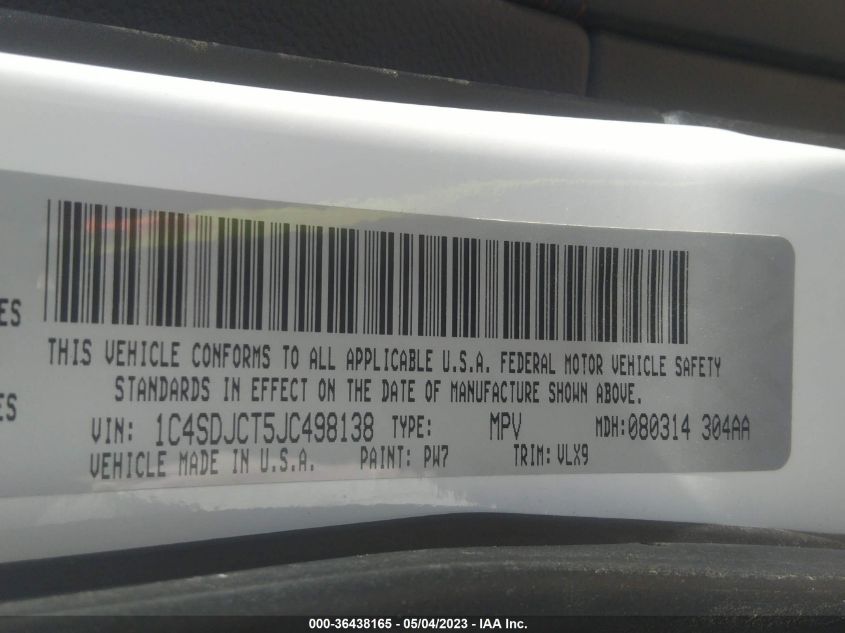 ES
THIS VEHICLE CONFORMS TO ALL APPLICABLE U.S.A. FEDERAL MOTOR VEHICLE SAFETY
STANDARDS IN EFFECT ON THE DATE OF MANUFACTURE SHOWN ABOVE.
ES
VIN: 1C4SDJCT5JC498138 TYPE: MPV MDH:080314 304AA
VEHICLE MADE IN U.S.A. PAINT: PW7 TRIM: VLX9
000-36438165 - 05/04/2023 - IAA Inc.